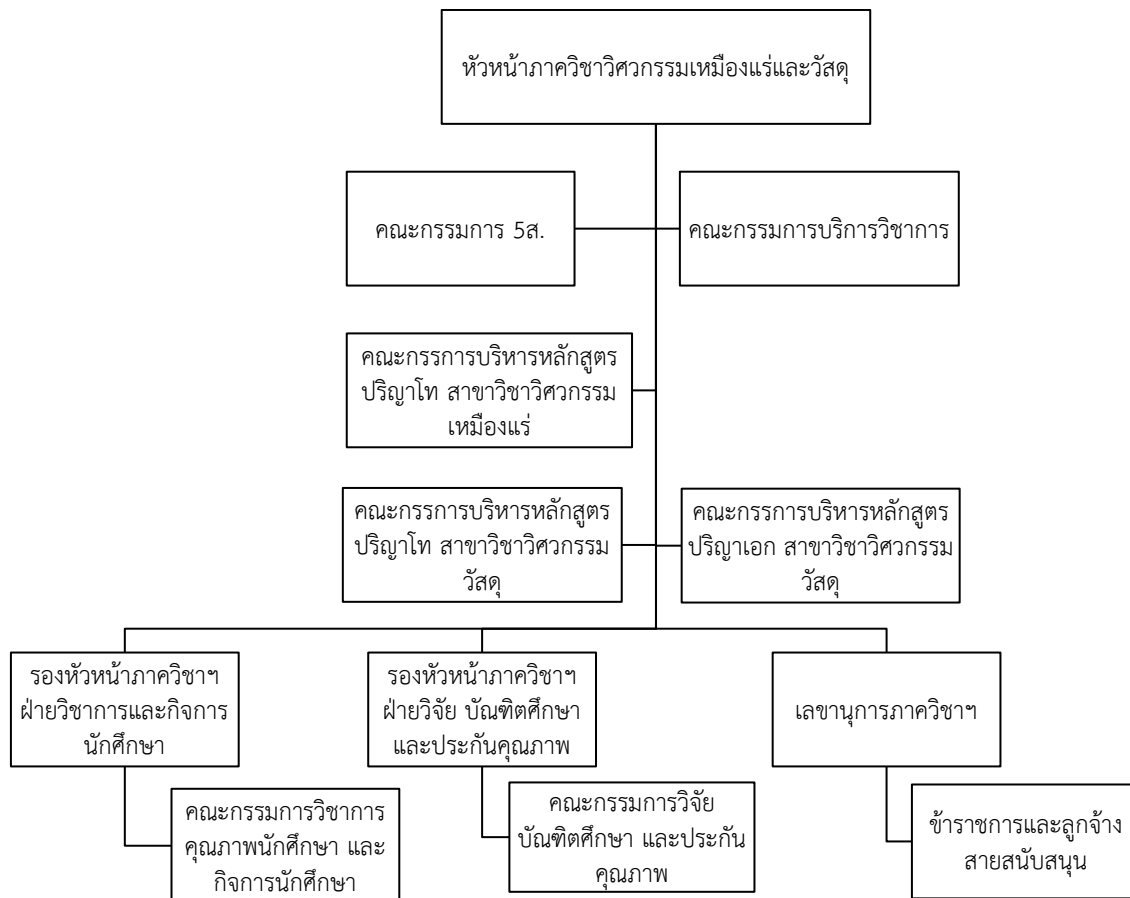 หัวหน้าภาควิชาวิศวกรรมเหมืองแร่และวัสดุ
คณะกรรมการ 5ส.
คณะกรรมการบริการวิชาการ
คณะกรรการบริหารหลักสูตร
ปริญาโท สาขาวิชาวิศวกรรม
เหมืองแร่
คณะกรรการบริหารหลักสูตร
ปริญาโท สาขาวิชาวิศวกรรม
วัสดุ
คณะกรรการบริหารหลักสูตร
ปริญาเอก สาขาวิชาวิศวกรรม
วัสดุ
รองหัวหน้าภาควิชาฯ
ฝ่ายวิชาการและกิจการ
นักศึกษา
รองหัวหน้าภาควิชาฯ
ฝ่ายวิจัย บัณฑิตศึกษา
และประกันคุณภาพ
เลขานุการภาควิชาฯ
คณะกรรมการวิชาการ
คุณภาพนักศึกษา และ
กิจการนักศึกษา
คณะกรรมการวิจัย
บัณฑิตศึกษา และประกัน
คุณภาพ
ข้าราชการและลูกจ้าง
สายสนับสนุน